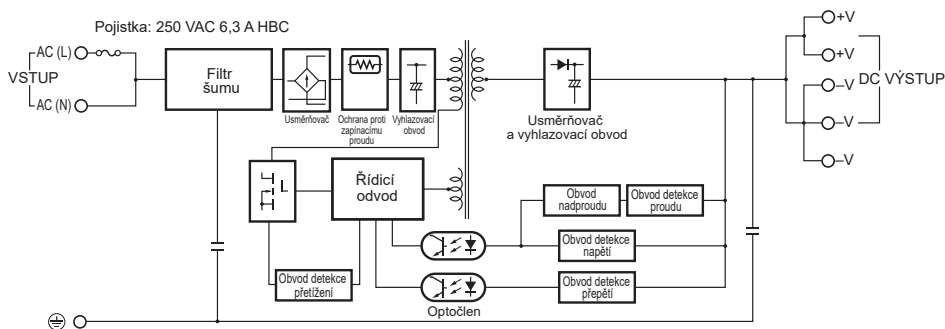 Pojistka: 250 VAC 6,3 A HBC
AC (L)
VSTUP
AC (N)
Filtr
šumu
Usměrňovač
Ochrana proti
zapínacímu
proudu
Vyhlazovací
obvod
Usměrňovač
a vyhlazovací obvod
+V
+V
–V
–V
–V
DC VÝSTUP
Řídicí
odvod
Obvod
nadproudu
Obvod detekce
proudu
Obvod detekce
napětí
Obvod detekce
přepětí
Obvod detekce
přetížení
Optočlen